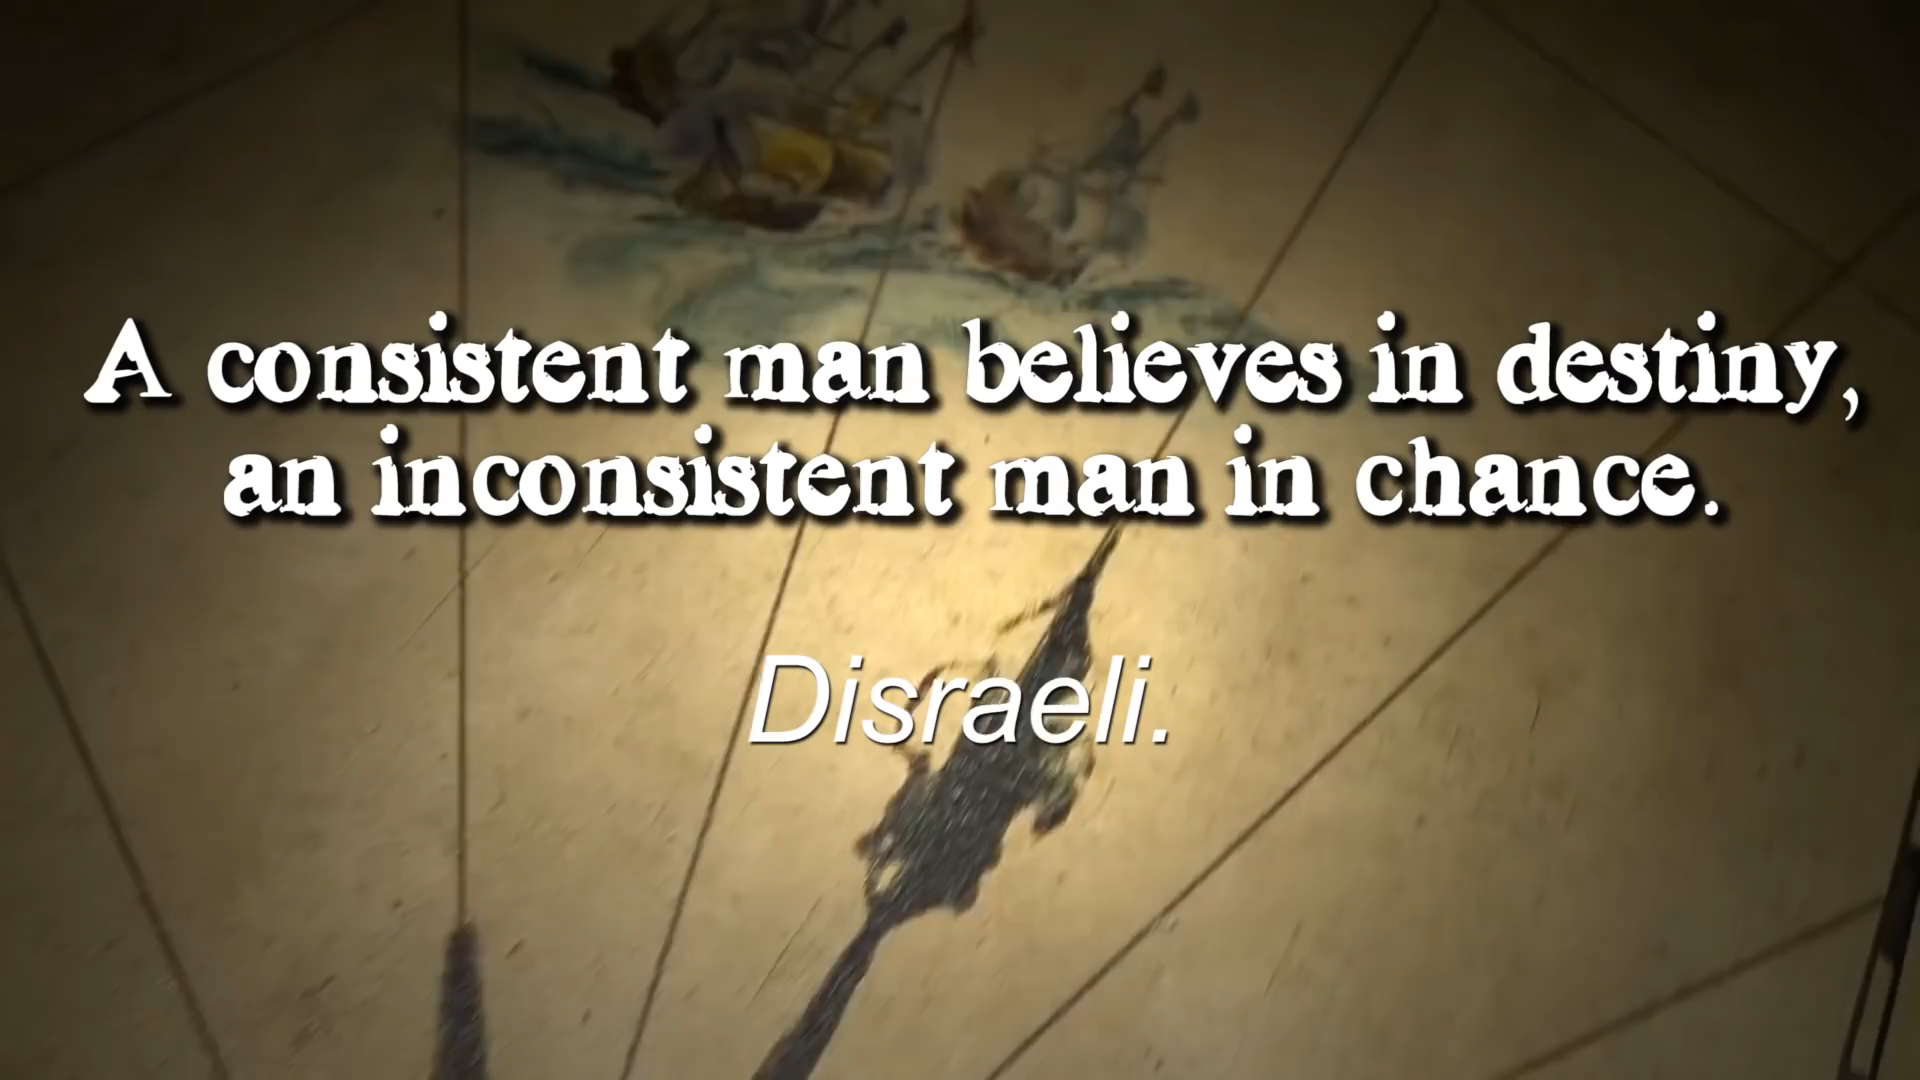 A consistent man believes in destiny,
an inconsistent man in chance.
Disraeli.